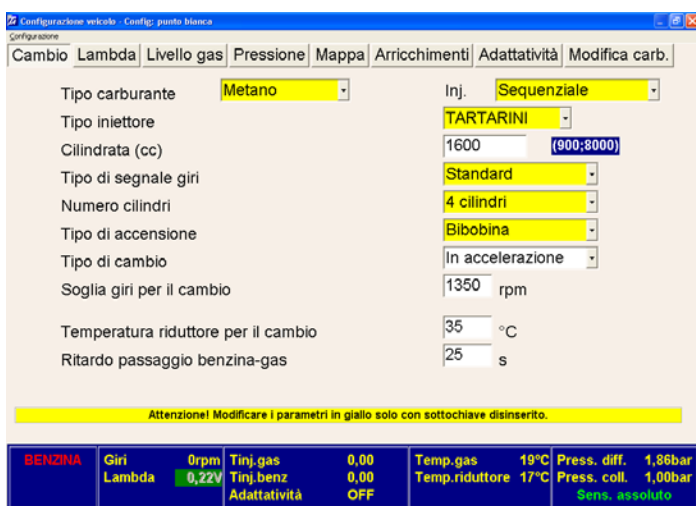 Configurazione veicolo - Config: punto bianca
Configurazione
Cambio Lambda Livello gas Pressione Mappa Arricchimenti Adattatività Modifica carb.
Tipo carburante Metano Inj. Sequenziale
Tipo iniettore TARTARINI
Cilindrata (cc) 1600 (900;8000)
Tipo di segnale giri Standard
Numero cilindri 4 cilindri
Tipo di accensione Bibobina
Tipo di cambio In accelerazione
Soglia giri per il cambio 1350 rpm
Temperatura riduttore per il cambio 35 °C
Ritardo passaggio benzina-gas 25 s
Attenzione! Modificare i parametri in giallo solo con sottochiave disinserito.
BENZINA Giri 0rpm Tinj.gas 0,00 Temp.gas 19°C Press. diff. 1,86bar
Lambda 0,22V Tinj.benz 0,00 Temp.riduttore 17°C Press. coll. 1,00bar
Adattatività OFF Sens. assoluto